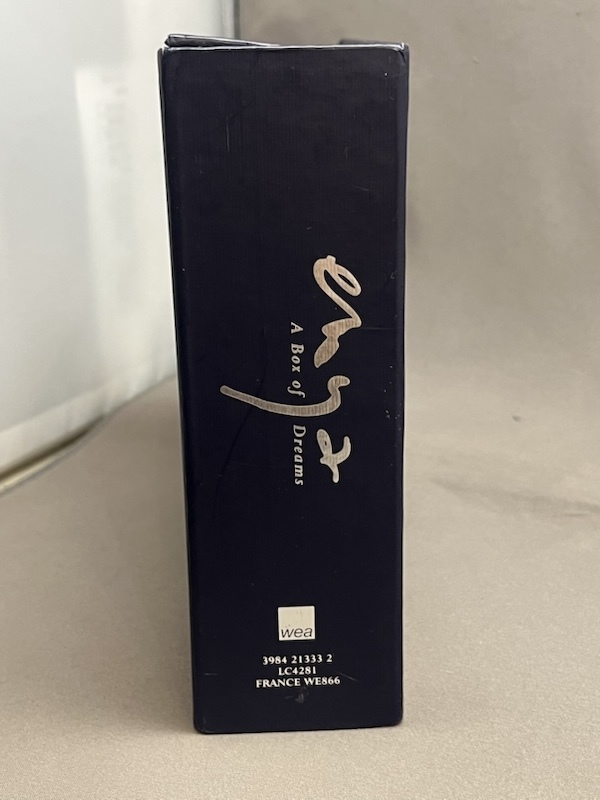 enya
A Box of Dreams
wea
3984 21333 2
LC4281
FRANCE WE866